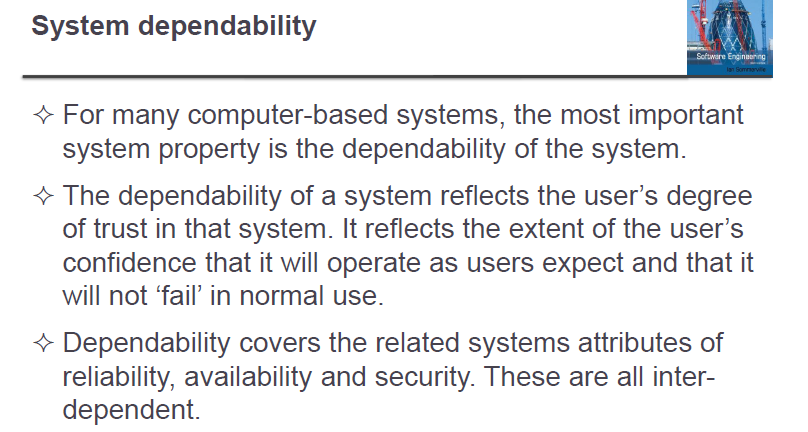 System dependability
Software Engineering
Ian Sommerville
✧ For many computer-based systems, the most important
system property is the dependability of the system.
✧ The dependability of a system reflects the user’s degree
of trust in that system. It reflects the extent of the user’s
confidence that it will operate as users expect and that it
will not ‘fail’ in normal use.
✧ Dependability covers the related systems attributes of
reliability, availability and security. These are all inter-
dependent.